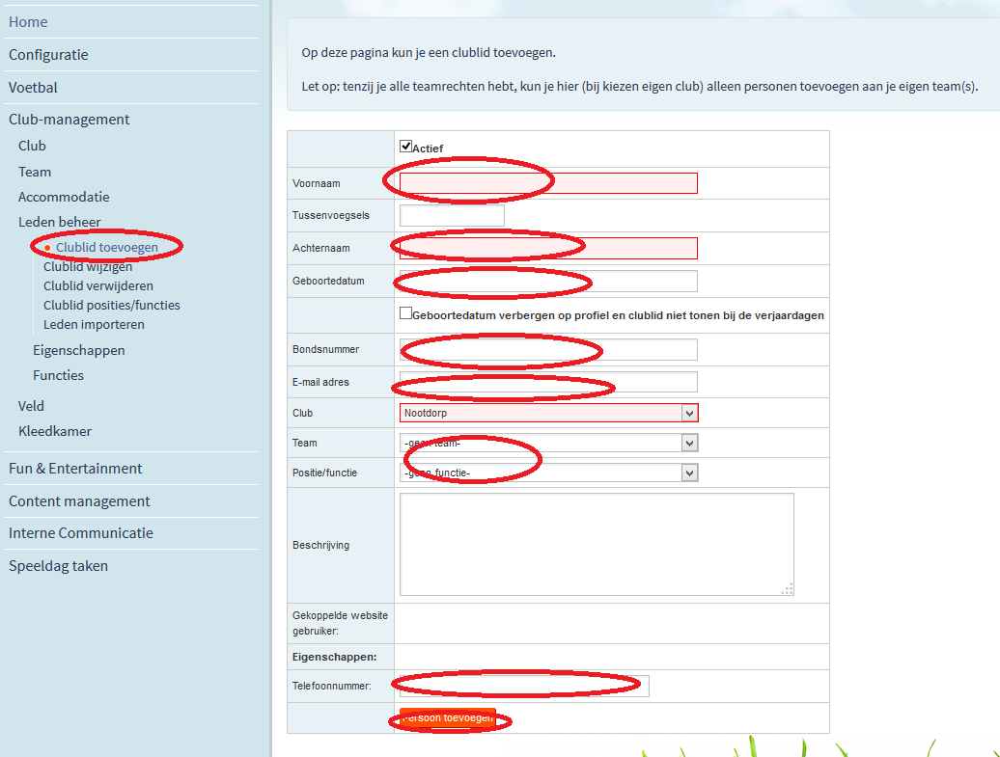 Home
Configuratie
Voetbal
Club-management
Club
Team
Accommodatie
Leden beheer
Clublid toevoegen
Clublid wijzigen
Clublid verwijderen
Clublid posities/functies
Leden importeren
Eigenschappen
Functies
Veld
Kleedkamer
Fun & Entertainment
Content management
Interne Communicatie
Speeldag taken
Op deze pagina kun je een clublid toevoegen.
Let op: tenzij je alle teamrechten hebt, kun je hier (bij kiezen eigen club) alleen personen toevoegen aan je eigen team(s).
Actief
Voornaam
Tussenvoegsels
Achternaam
Geboortedatum
Geboortedatum verbergen op profiel en clublid niet tonen bij de verjaardagen
Bondsnummer
E-mail adres
Club Nootdorp
Team -geen team-
Positie/functie -geen functie-
Beschrijving
Gekoppelde website
gebruiker:
Eigenschappen:
Telefoonnummer:
Persoon toevoegen